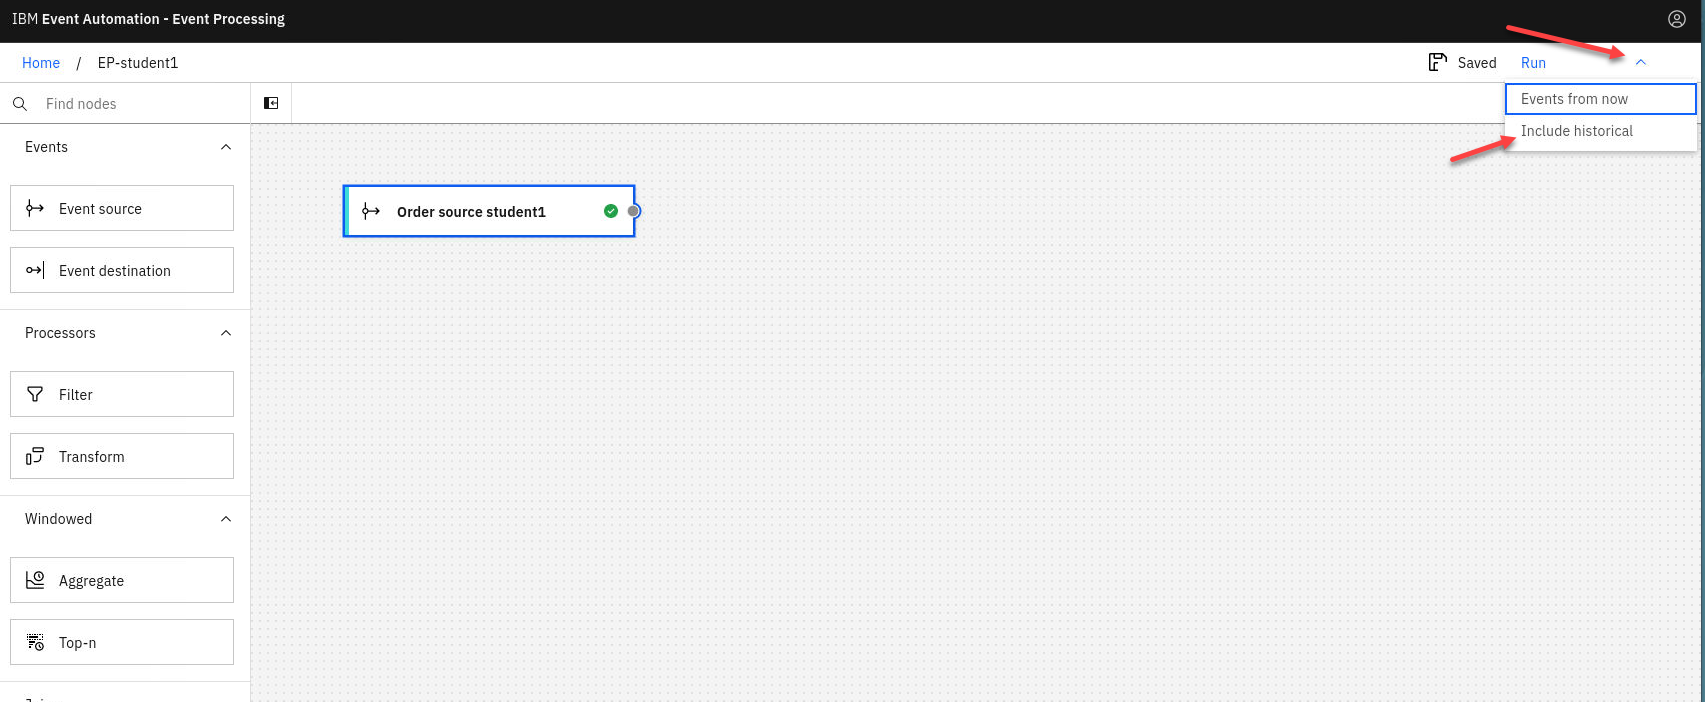 IBM Event Automation - Event Processing
Home / EP-student1
Saved
Run
Find nodes
Events from now
Include historical
Events
Event source
Event destination
Processors
Filter
Transform
Windowed
Aggregate
Top-n
Order source student1